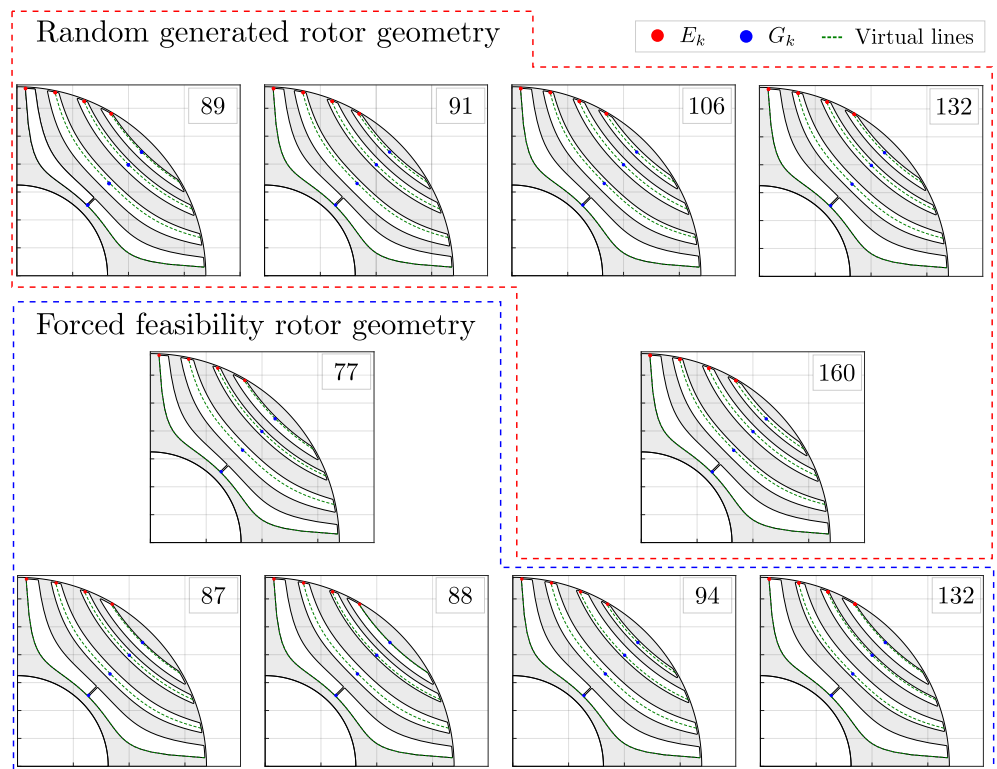 Random generated rotor geometry
E_k G_k Virtual lines
89 91 106 132
Forced feasibility rotor geometry
77 160
87 88 94 132